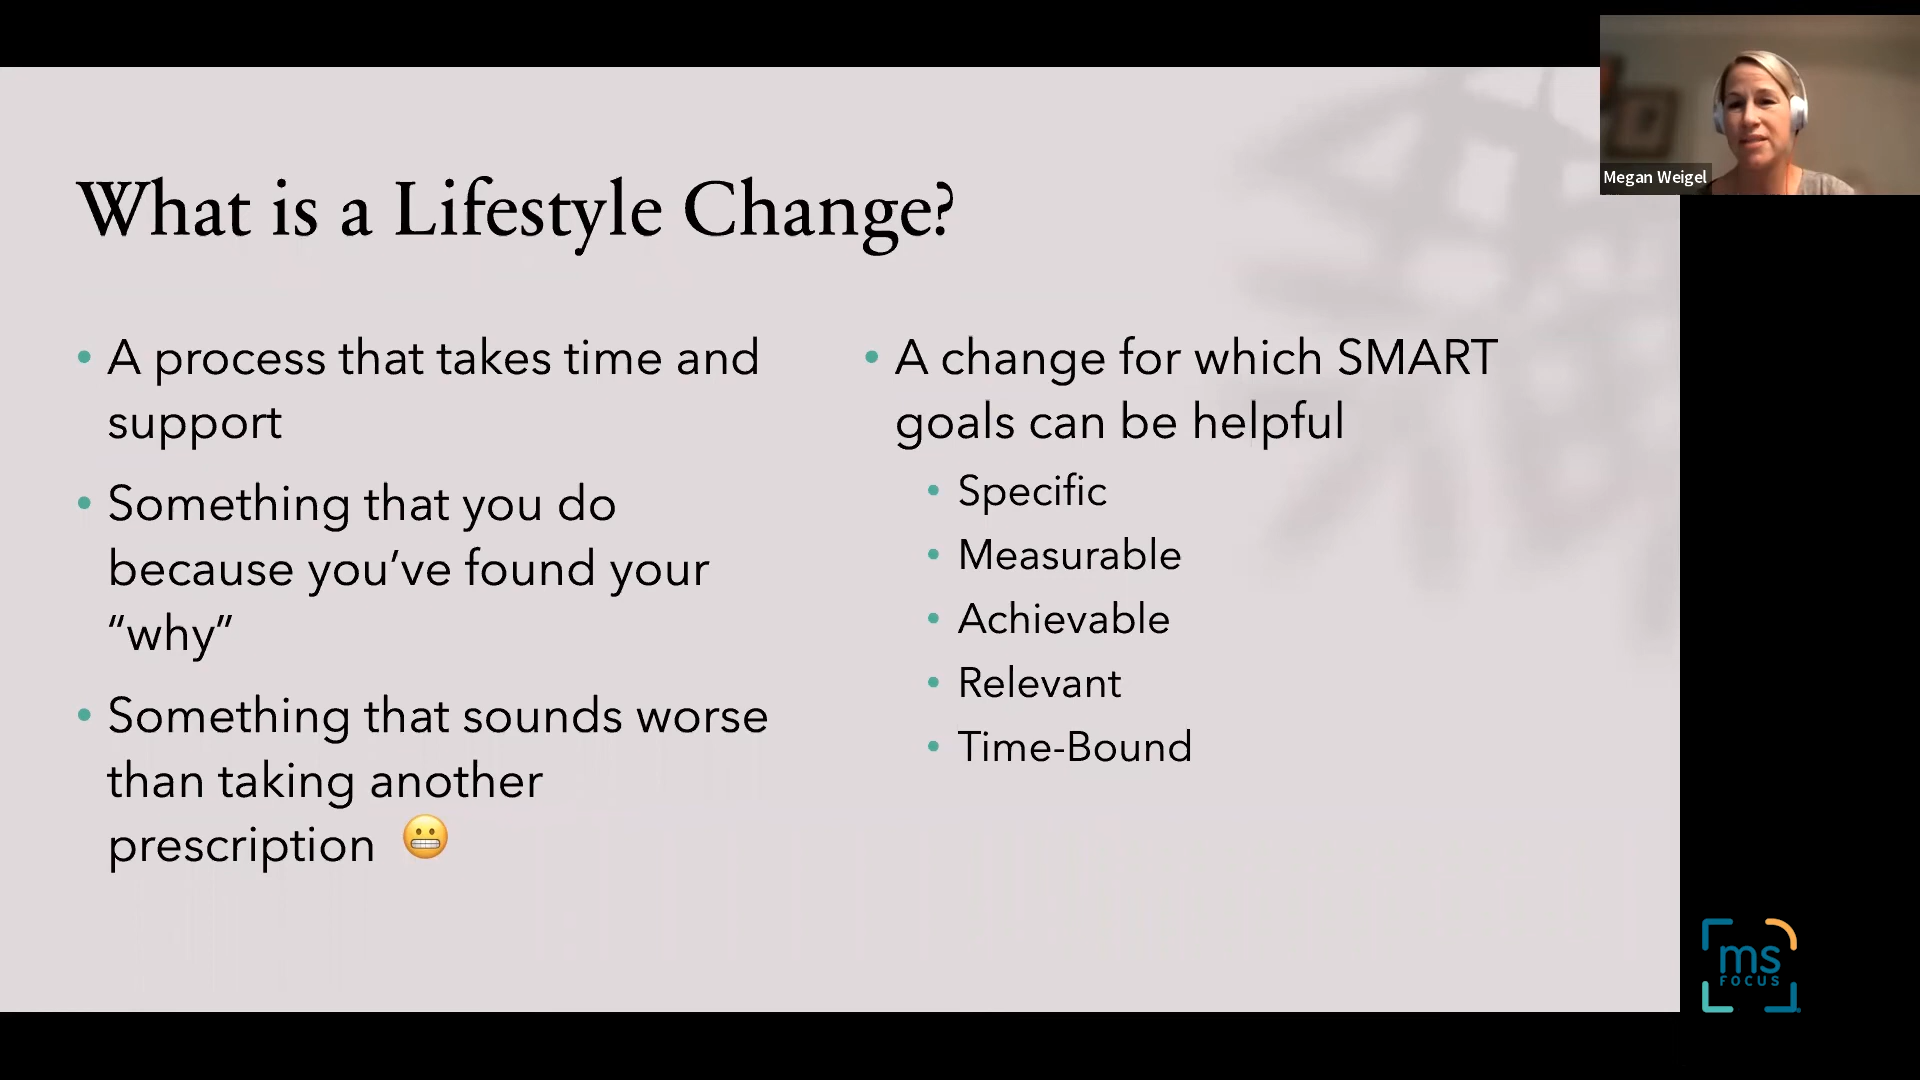 What is a Lifestyle Change?
• A process that takes time and
support
• Something that you do
because you’ve found your
“why”
• Something that sounds worse
than taking another
prescription 😬
• A change for which SMART
goals can be helpful
• Specific
• Measurable
• Achievable
• Relevant
• Time-Bound
Megan Weigel
ms
FOCUS